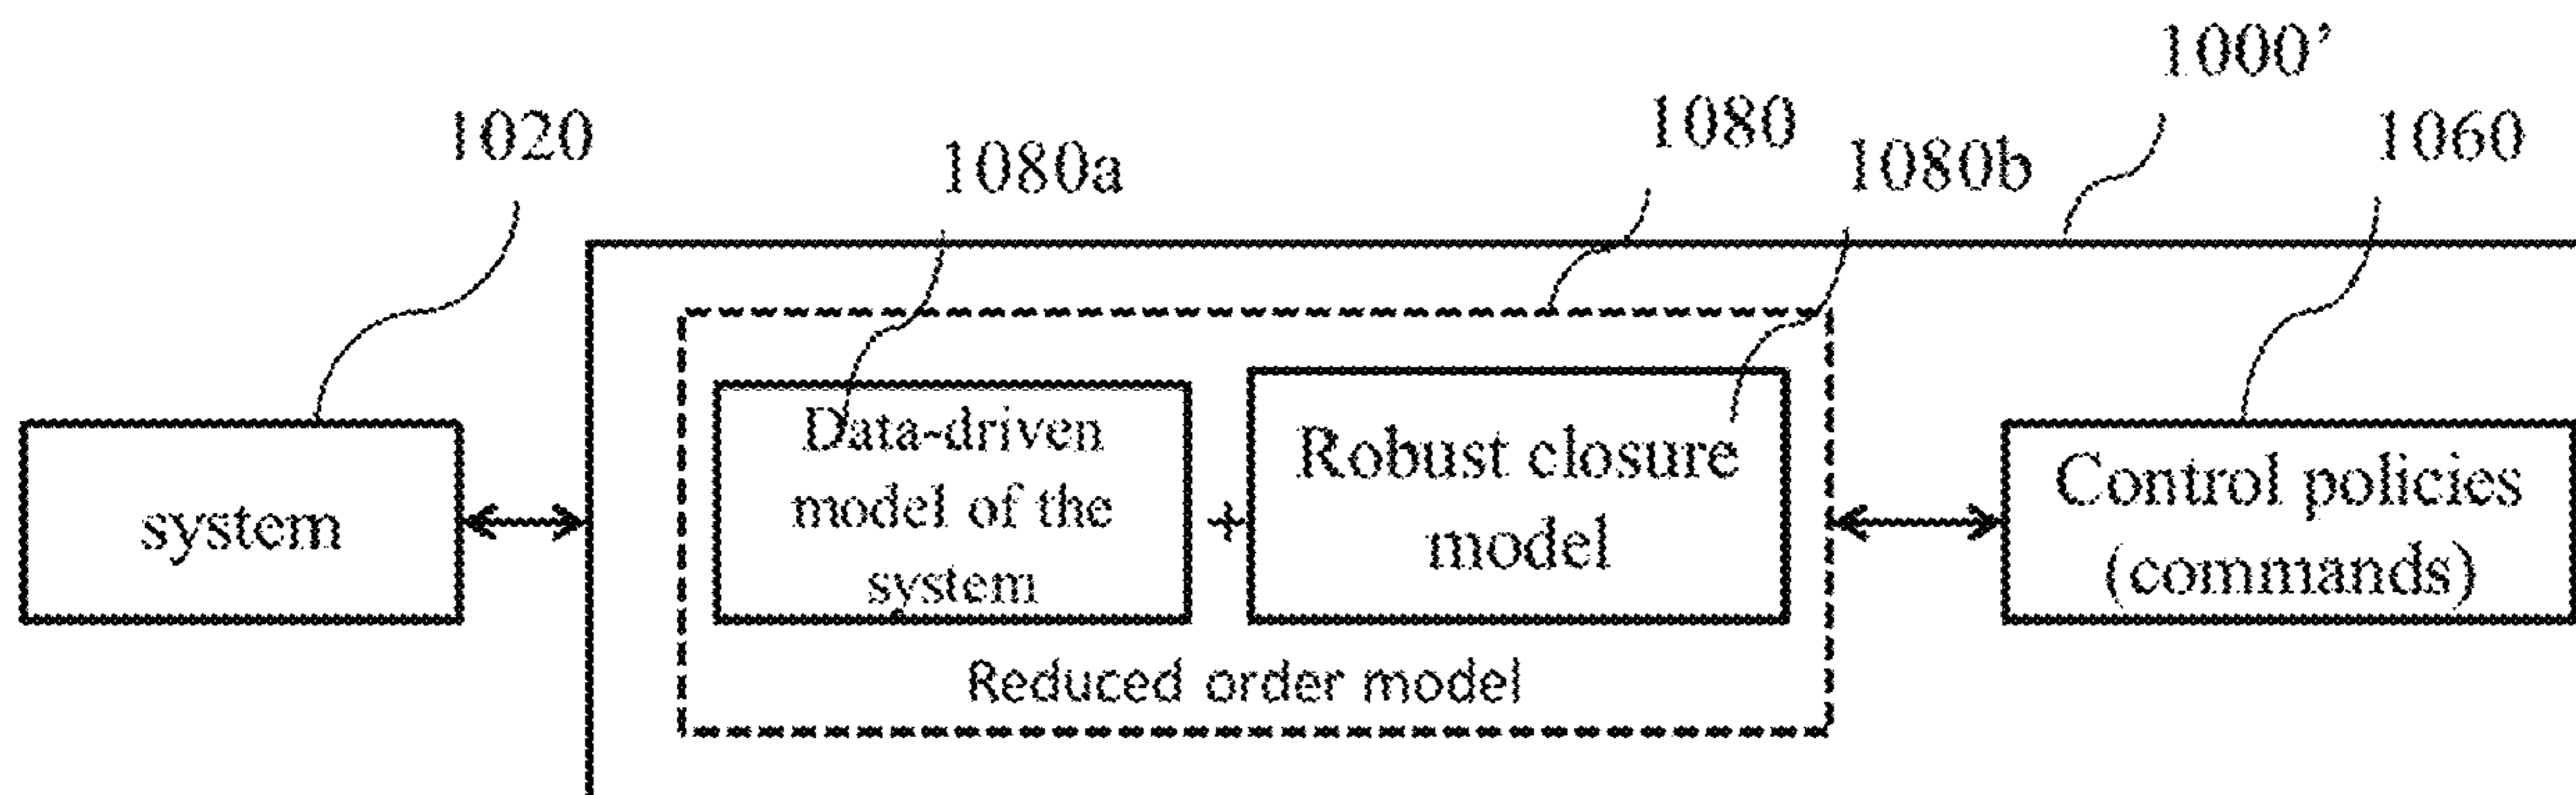 1000’
1020
1080a
1080
1080b
1060
system
Data-driven
model of the
system
+
Robust closure
model
Control policies
(commands)
Reduced order model